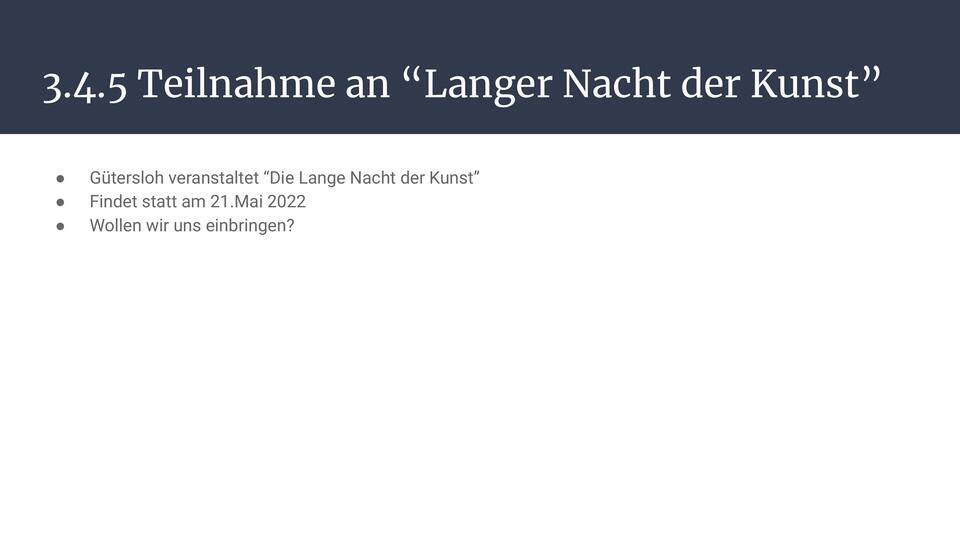 3.4.5 Teilnahme an “Langer Nacht der Kunst”
● Gütersloh veranstaltet “Die Lange Nacht der Kunst”
● Findet statt am 21.Mai 2022
● Wollen wir uns einbringen?